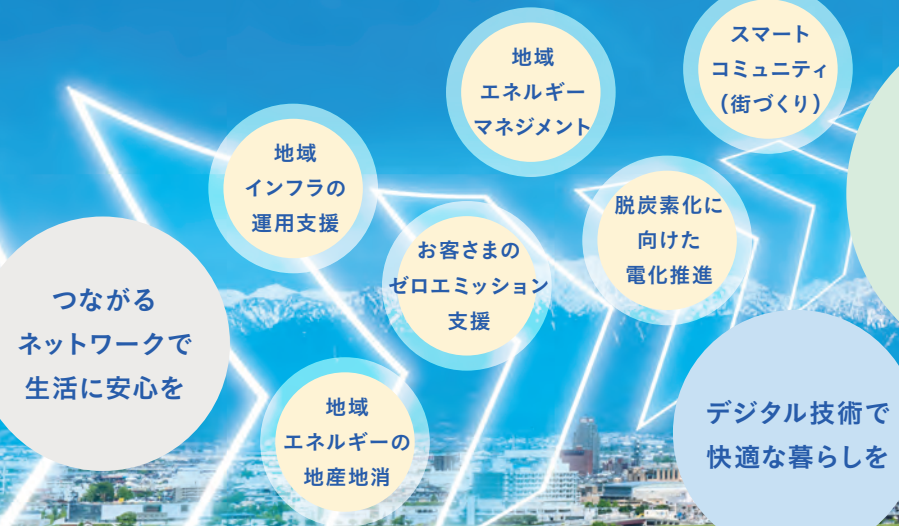 スマート
コミュニティ
（街づくり）
地域
エネルギー
マネジメント
地域
インフラの
運用支援
脱炭素化に
向けた
電化推進
お客さまの
ゼロエミッション
支援
つながる
ネットワークで
生活に安心を
地域
エネルギーの
地産地消
デジタル技術で
快適な暮らしを